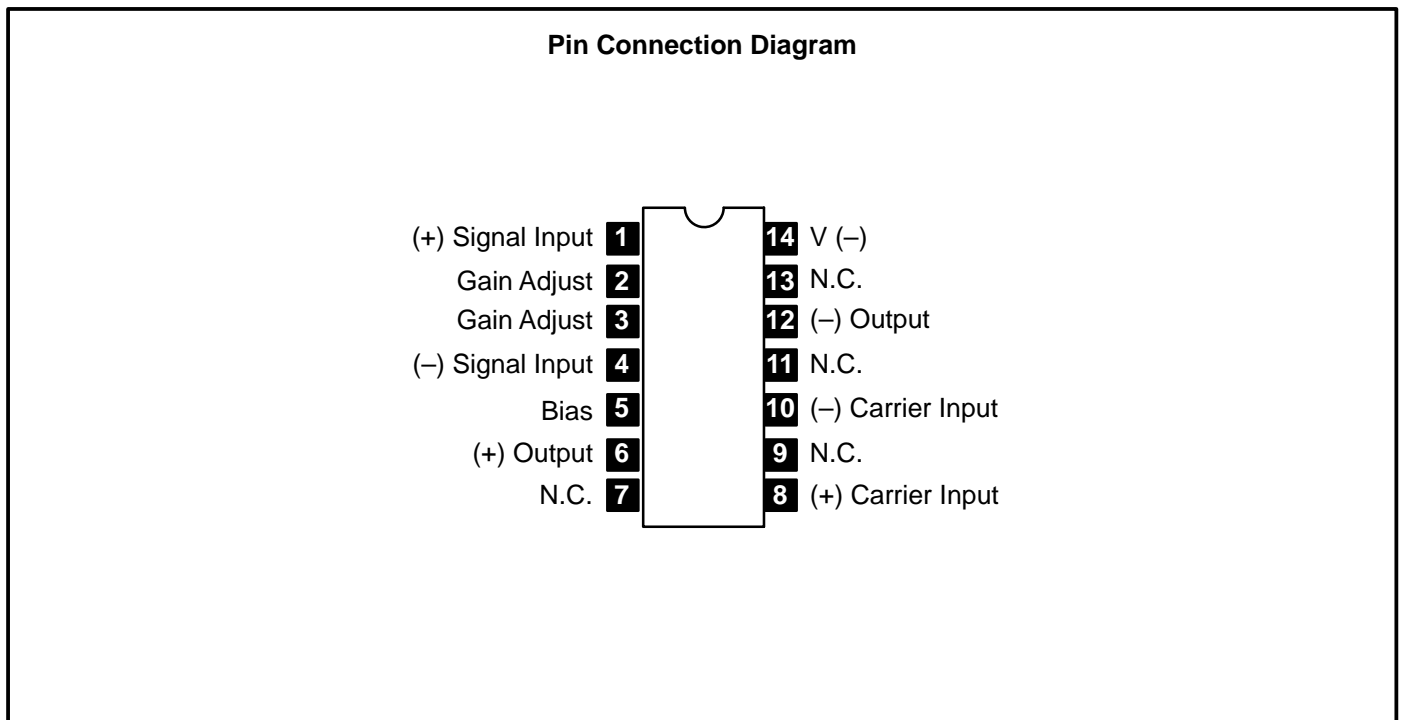 Pin Connection Diagram
(+) Signal Input 1
Gain Adjust 2
Gain Adjust 3
(–) Signal Input 4
Bias 5
(+) Output 6
N.C. 7
14 V (–)
13 N.C.
12 (–) Output
11 N.C.
10 (–) Carrier Input
9 N.C.
8 (+) Carrier Input